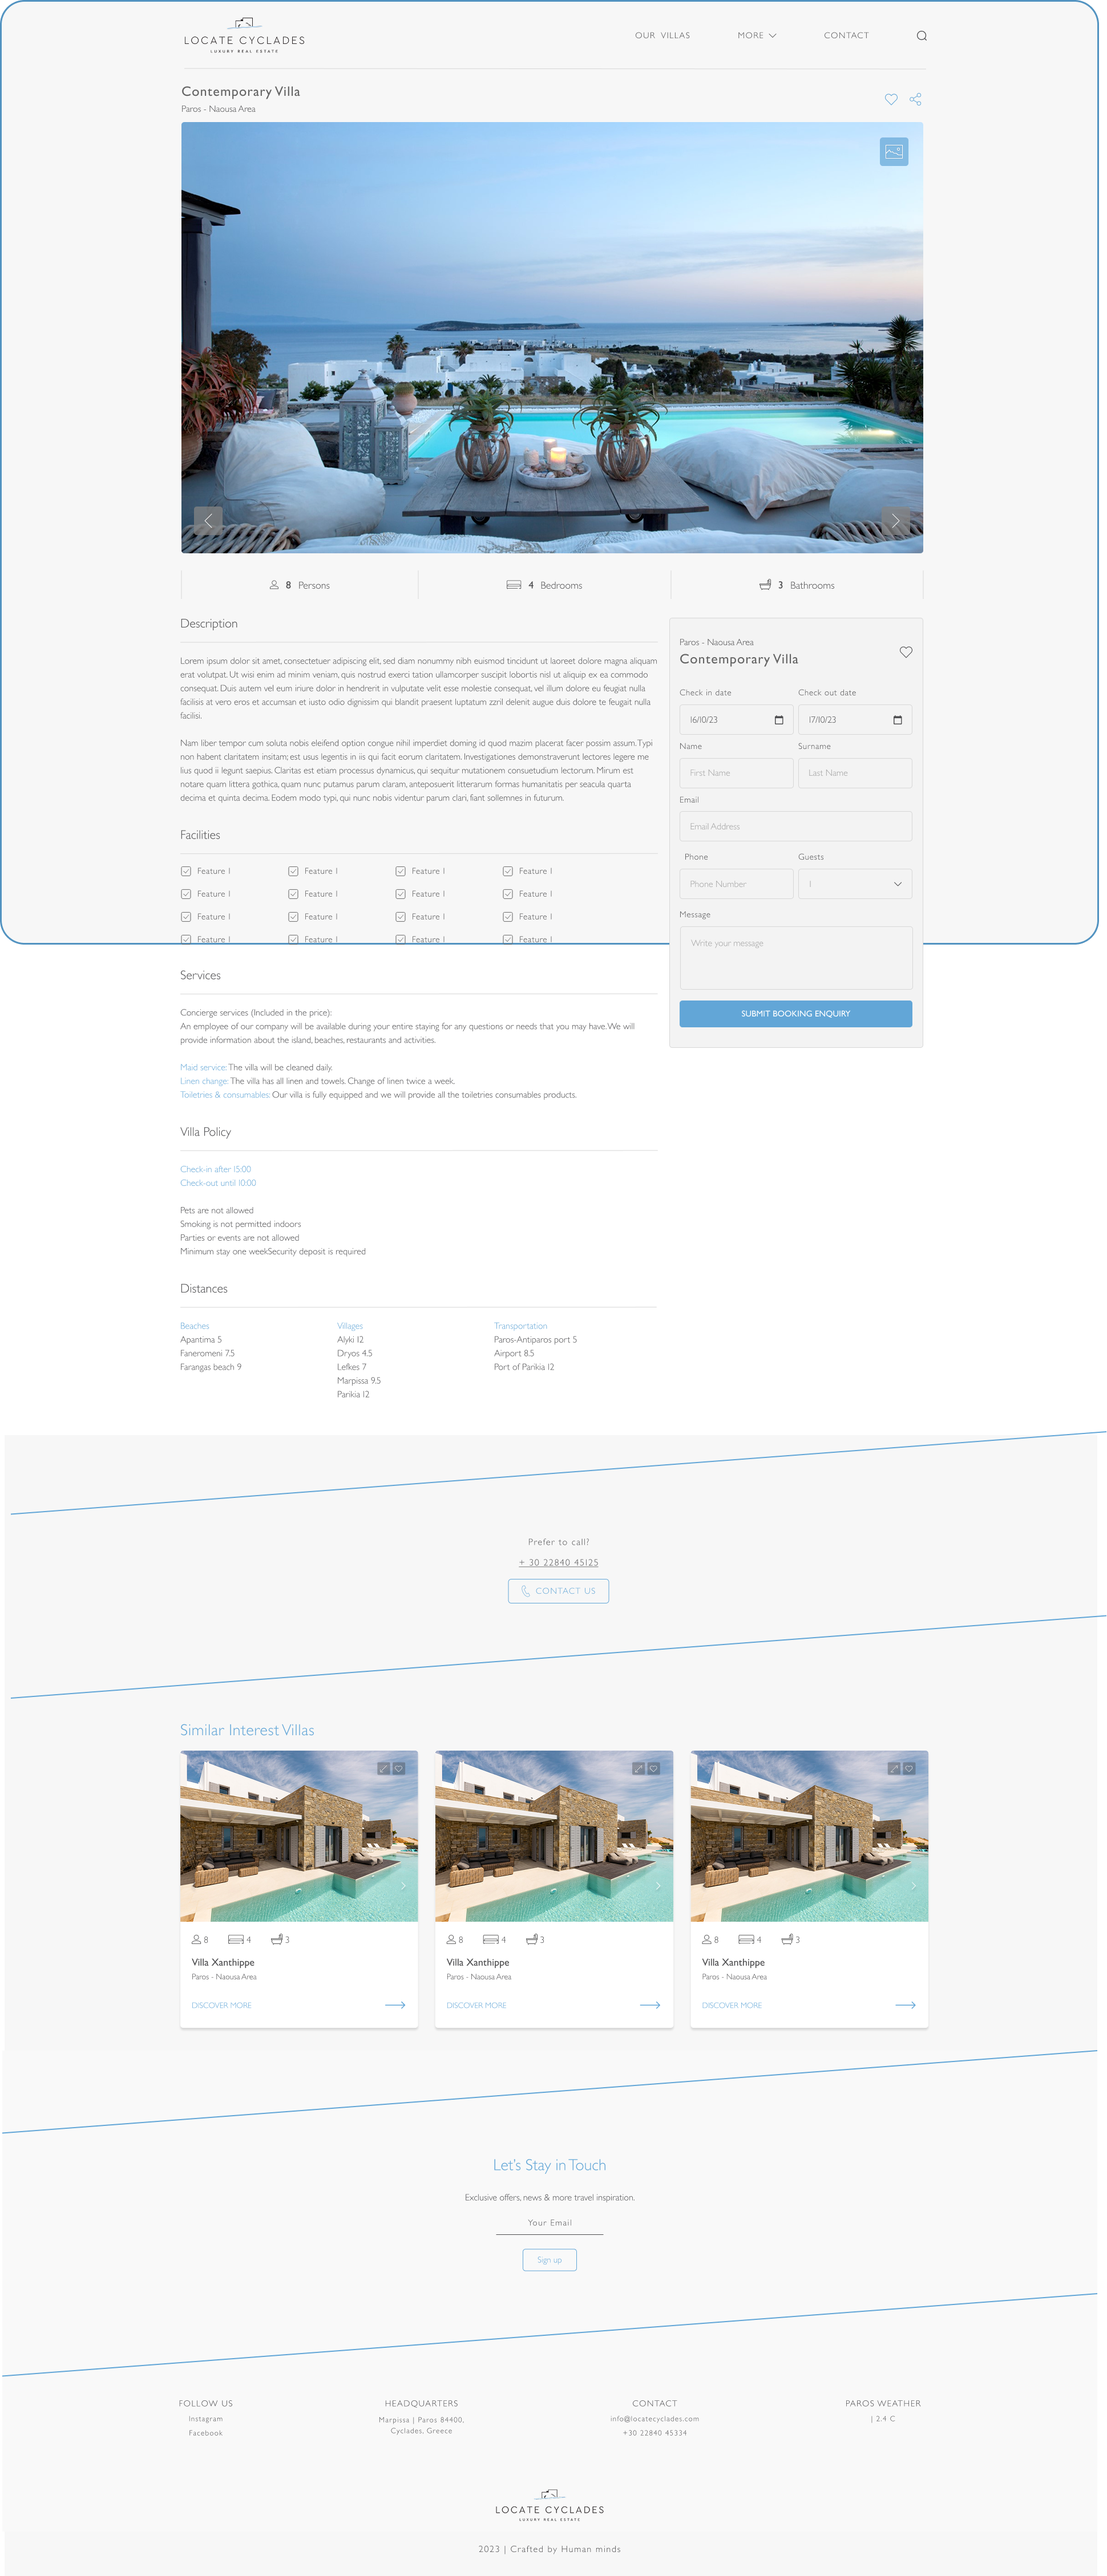 LOCATE CYCLADES
LUXURY REAL ESTATE
OUR VILLAS
MORE
CONTACT
Contemporary Villa
Paros - Naousa Area
8 Persons
4 Bedrooms
3 Bathrooms
Description
Lorem ipsum dolor sit amet, consectetuer adipiscing elit, sed diam nonummy nibh euismod tincidunt ut laoreet dolore magna aliquam
erat volutpat. Ut wisi enim ad minim veniam, quis nostrud exerci tation ullamcorper suscipit lobortis nisl ut aliquip ex ea commodo
consequat. Duis autem vel eum iriure dolor in hendrerit in vulputate velit esse molestie consequat, vel illum dolore eu feugiat nulla
facilisis at vero eros et accumsan et iusto odio dignissim qui blandit praesent luptatum zzril delenit augue duis dolore te feugait nulla
facilisi.
Nam liber tempor cum soluta nobis eleifend option congue nihil imperdiet doming id quod mazim placerat facer possim assum. Typi
non habent claritatem insitam; est usus legentis in iis qui facit eorum claritatem. Investigationes demonstraverunt lectores legere me
lius quod ii legunt saepius. Claritas est etiam processus dynamicus, qui sequitur mutationem consuetudium lectorum. Mirum est
notare quam littera gothica, quam nunc putamus parum claram, anteposuerit litterarum formas humanitatis per seacula quarta
decima et quinta decima. Eodem modo typi, qui nunc nobis videntur parum clari, fiant sollemnes in futurum.
Facilities
Feature 1 Feature 1 Feature 1 Feature 1
Feature 1 Feature 1 Feature 1 Feature 1
Feature 1 Feature 1 Feature 1 Feature 1
Feature 1 Feature 1 Feature 1 Feature 1
Paros - Naousa Area
Contemporary Villa
Check in date Check out date
16/10/23 17/10/23
Name Surname
First Name Last Name
Email
Email Address
Phone Guests
Phone Number 1
Message
Write your message
SUBMIT BOOKING ENQUIRY
Services
Concierge services (Included in the price):
An employee of our company will be available during your entire staying for any questions or needs that you may have. We will
provide information about the island, beaches, restaurants and activities.
Maid service: The villa will be cleaned daily.
Linen change: The villa has all linen and towels. Change of linen twice a week.
Toiletries & consumables: Our villa is fully equipped and we will provide all the toiletries consumables products.
Villa Policy
Check-in after 15:00
Check-out until 10:00
Pets are not allowed
Smoking is not permitted indoors
Parties or events are not allowed
Minimum stay one weekSecurity deposit is required
Distances
Beaches
Apantima 5
Faneromeni 7.5
Farangas beach 9
Villages
Alyki 12
Dryos 4.5
Lefkes 7
Marpissa 9.5
Parikia 12
Transportation
Paros-Antiparos port 5
Airport 8.5
Port of Parikia 12
Prefer to call?
+ 30 22840 45125
CONTACT US
Similar Interest Villas
8 4 3
Villa Xanthippe
Paros - Naousa Area
DISCOVER MORE
8 4 3
Villa Xanthippe
Paros - Naousa Area
DISCOVER MORE
8 4 3
Villa Xanthippe
Paros - Naousa Area
DISCOVER MORE
Let's Stay in Touch
Exclusive offers, news & more travel inspiration.
Your Email
Sign up
FOLLOW US
Instagram
Facebook
HEADQUARTERS
Marpissa | Paros 84400,
Cyclades, Greece
CONTACT
info@locatecyclades.com
+30 22840 45334
PAROS WEATHER
| 2.4 C
LOCATE CYCLADES
LUXURY REAL ESTATE
2023 | Crafted by Human minds